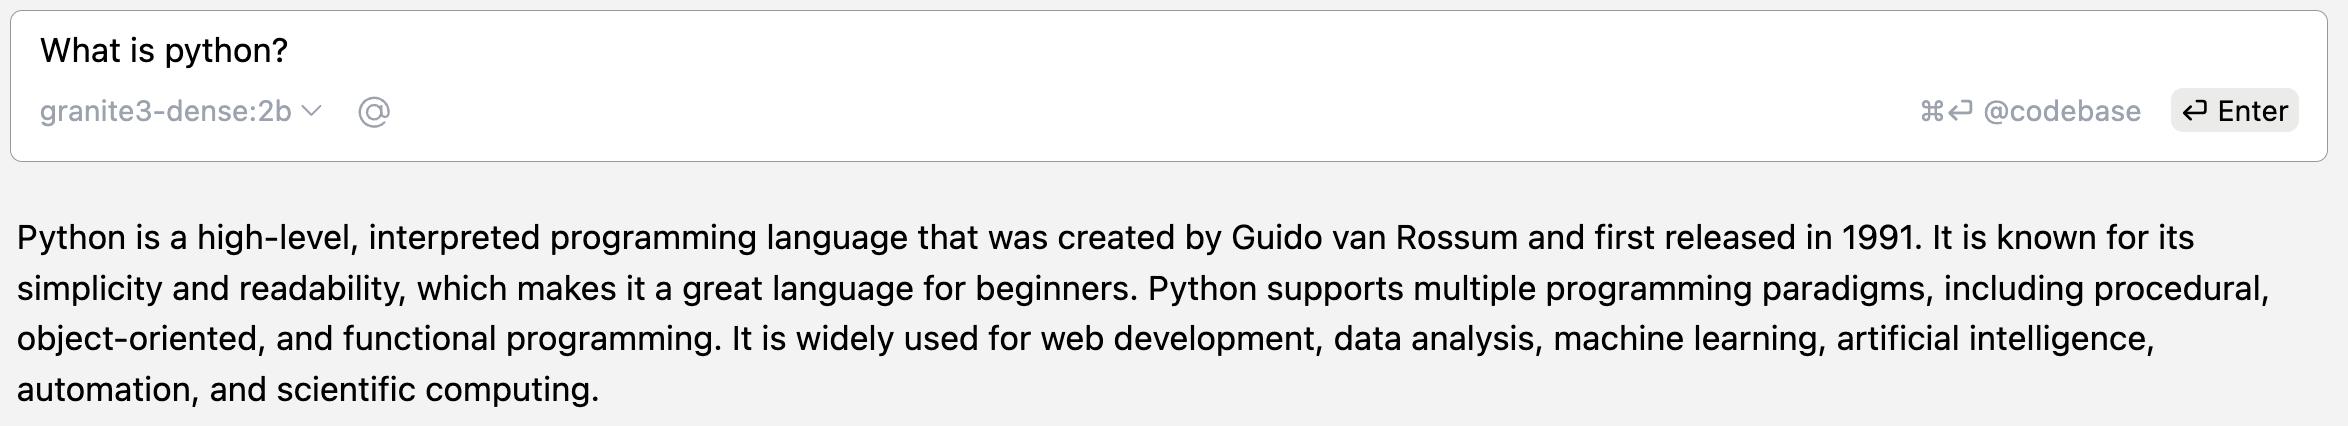 What is python?
granite3-dense:2b @ ⌘⏎ @codebase ⏎ Enter
Python is a high-level, interpreted programming language that was created by Guido van Rossum and first released in 1991. It is known for its
simplicity and readability, which makes it a great language for beginners. Python supports multiple programming paradigms, including procedural,
object-oriented, and functional programming. It is widely used for web development, data analysis, machine learning, artificial intelligence,
automation, and scientific computing.